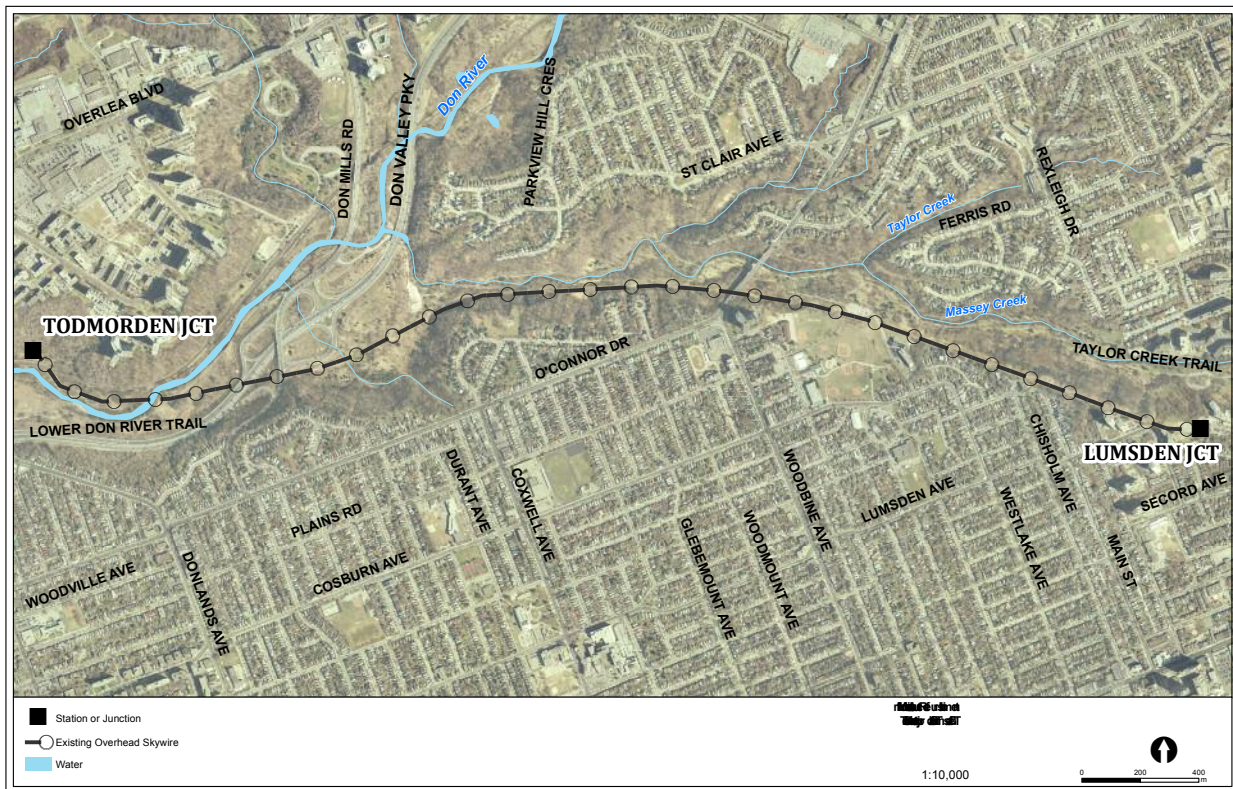 OVERLEA BLVD
DON MILLS RD
DON VALLEY PKY
Don River
PARKVIEW HILL CRES
ST CLAIR AVE E
REXLEIGH DR
Taylor Creek
FERRIS RD
Massey Creek
TODMORDEN JCT
O'CONNOR DR
TAYLOR CREEK TRAIL
LOWER DON RIVER TRAIL
LUMSDEN JCT
CHISHOLM AVE
SECORD AVE
DURANT AVE
COXWELL AVE
WOODBINE AVE
LUMSDEN AVE
WESTLAKE AVE
PLAINS RD
GLEBEMOUNT AVE
WOODMOUNT AVE
MAIN ST
WOODVILLE AVE
DONLANDS AVE
COSBURN AVE
Station or Junction
Existing Overhead Skywire
Water
1:10,000
0 200 400
m